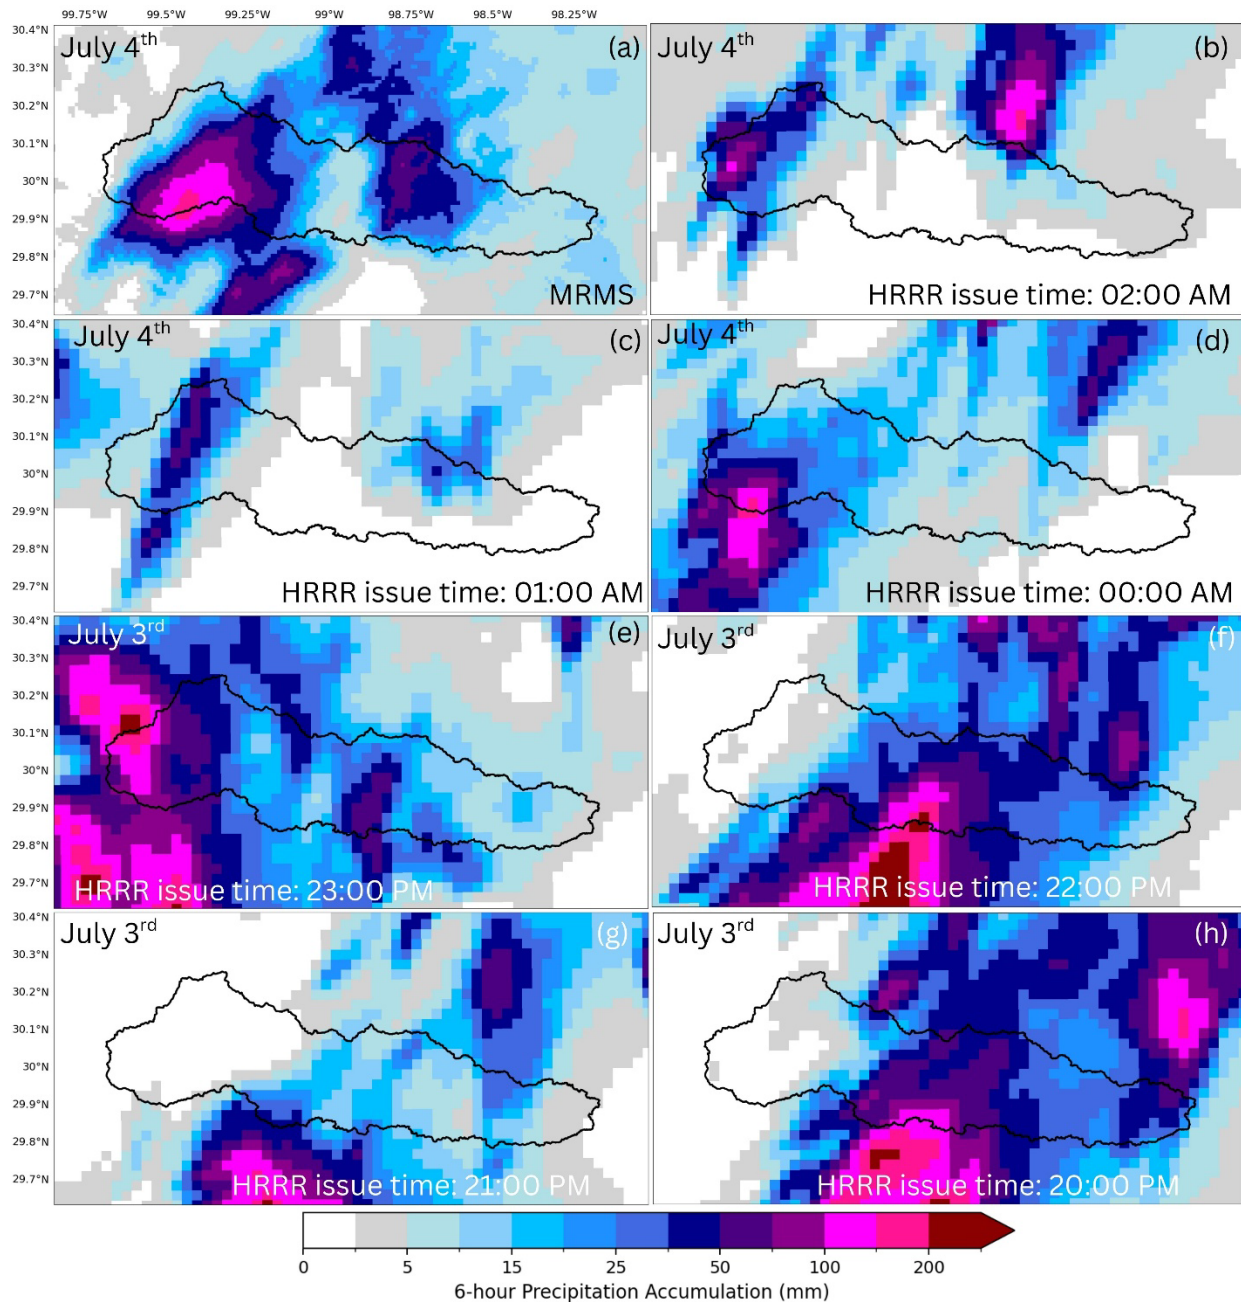 99.75°W 99.5°W 99.25°W 99°W 98.75°W 98.5°W 98.25°W
30.4°N
30.3°N
30.2°N
30.1°N
30°N
29.9°N
29.8°N
29.7°N
July 4th
(a)
MRMS
July 4th
(b)
HRRR issue time: 02:00 AM
30.4°N
30.3°N
30.2°N
30.1°N
30°N
29.9°N
29.8°N
29.7°N
July 4th
(c)
HRRR issue time: 01:00 AM
July 4th
(d)
HRRR issue time: 00:00 AM
30.4°N
30.3°N
30.2°N
30.1°N
30°N
29.9°N
29.8°N
29.7°N
July 3rd
(e)
HRRR issue time: 23:00 PM
July 3rd
(f)
HRRR issue time: 22:00 PM
30.4°N
30.3°N
30.2°N
30.1°N
30°N
29.9°N
29.8°N
29.7°N
July 3rd
(g)
HRRR issue time: 21:00 PM
July 3rd
(h)
HRRR issue time: 20:00 PM
0 5 15 25 50 100 200
6-hour Precipitation Accumulation (mm)